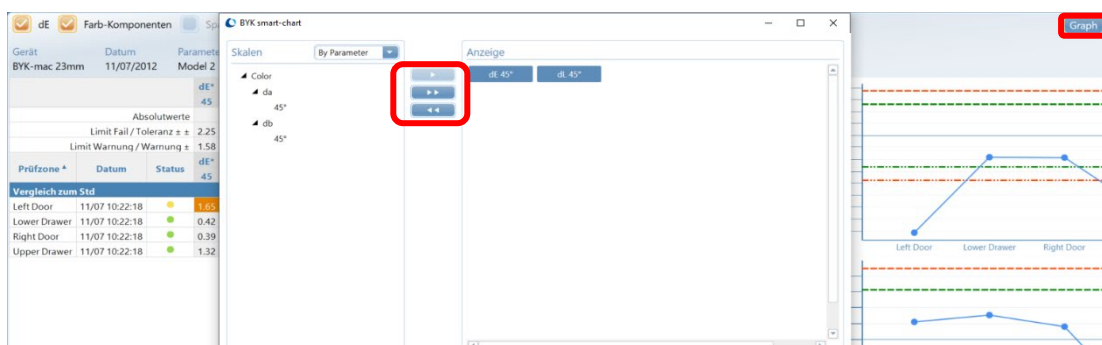 dE Farb-Komponenten Sp
BYK smart-chart
Graph
Gerät Datum Paramete
BYK-mac 23mm 11/07/2012 Model 2
dE*
45
Absolutwerte
Limit Fail / Toleranz ± ± 2.25
Limit Warnung / Warnung ± 1.58
Prüfzone Datum Status dE*
45
Vergleich zum Std
Left Door 11/07 10:22:18 1.65
Lower Drawer 11/07 10:22:18 0.42
Right Door 11/07 10:22:18 0.39
Upper Drawer 11/07 10:22:18 1.32
Skalen By Parameter
Color
da
45°
db
45°
Anzeige
dE 45° dL 45°
Left Door Lower Drawer Right Door